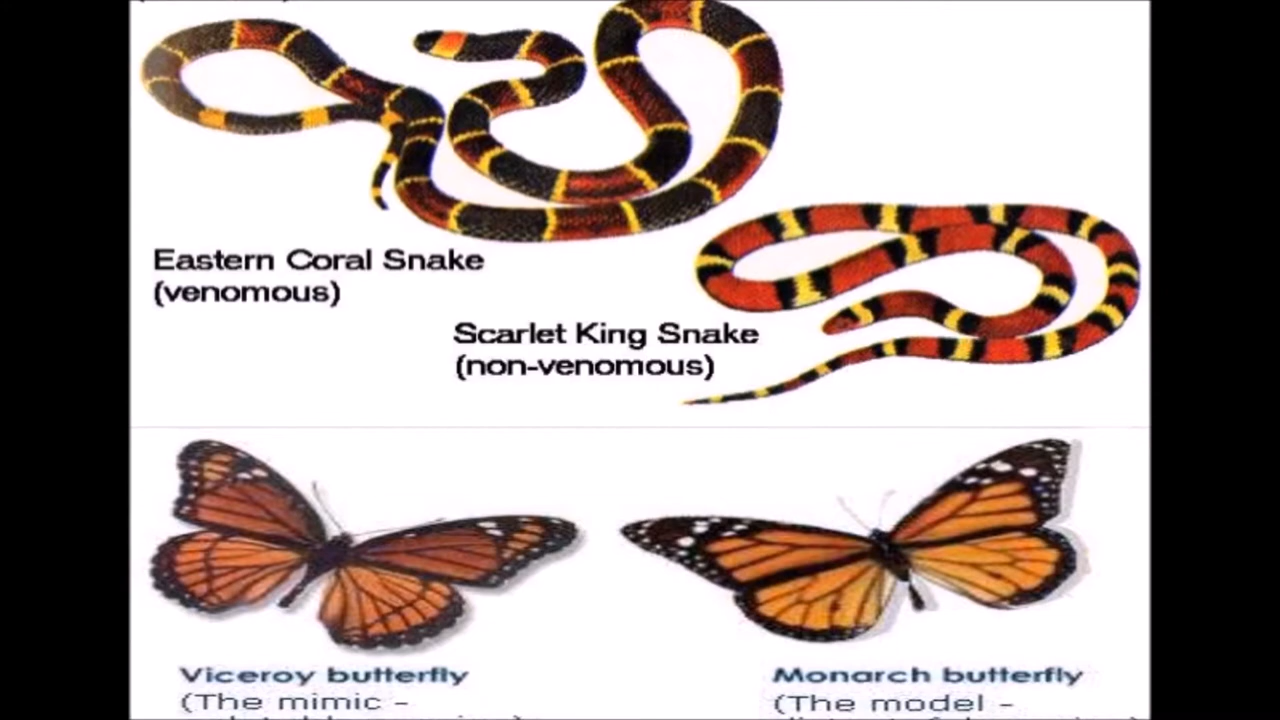 Eastern Coral Snake
(venomous)
Scarlet King Snake
(non-venomous)
Viceroy butterfly
(The mimic -
Monarch butterfly
(The model -